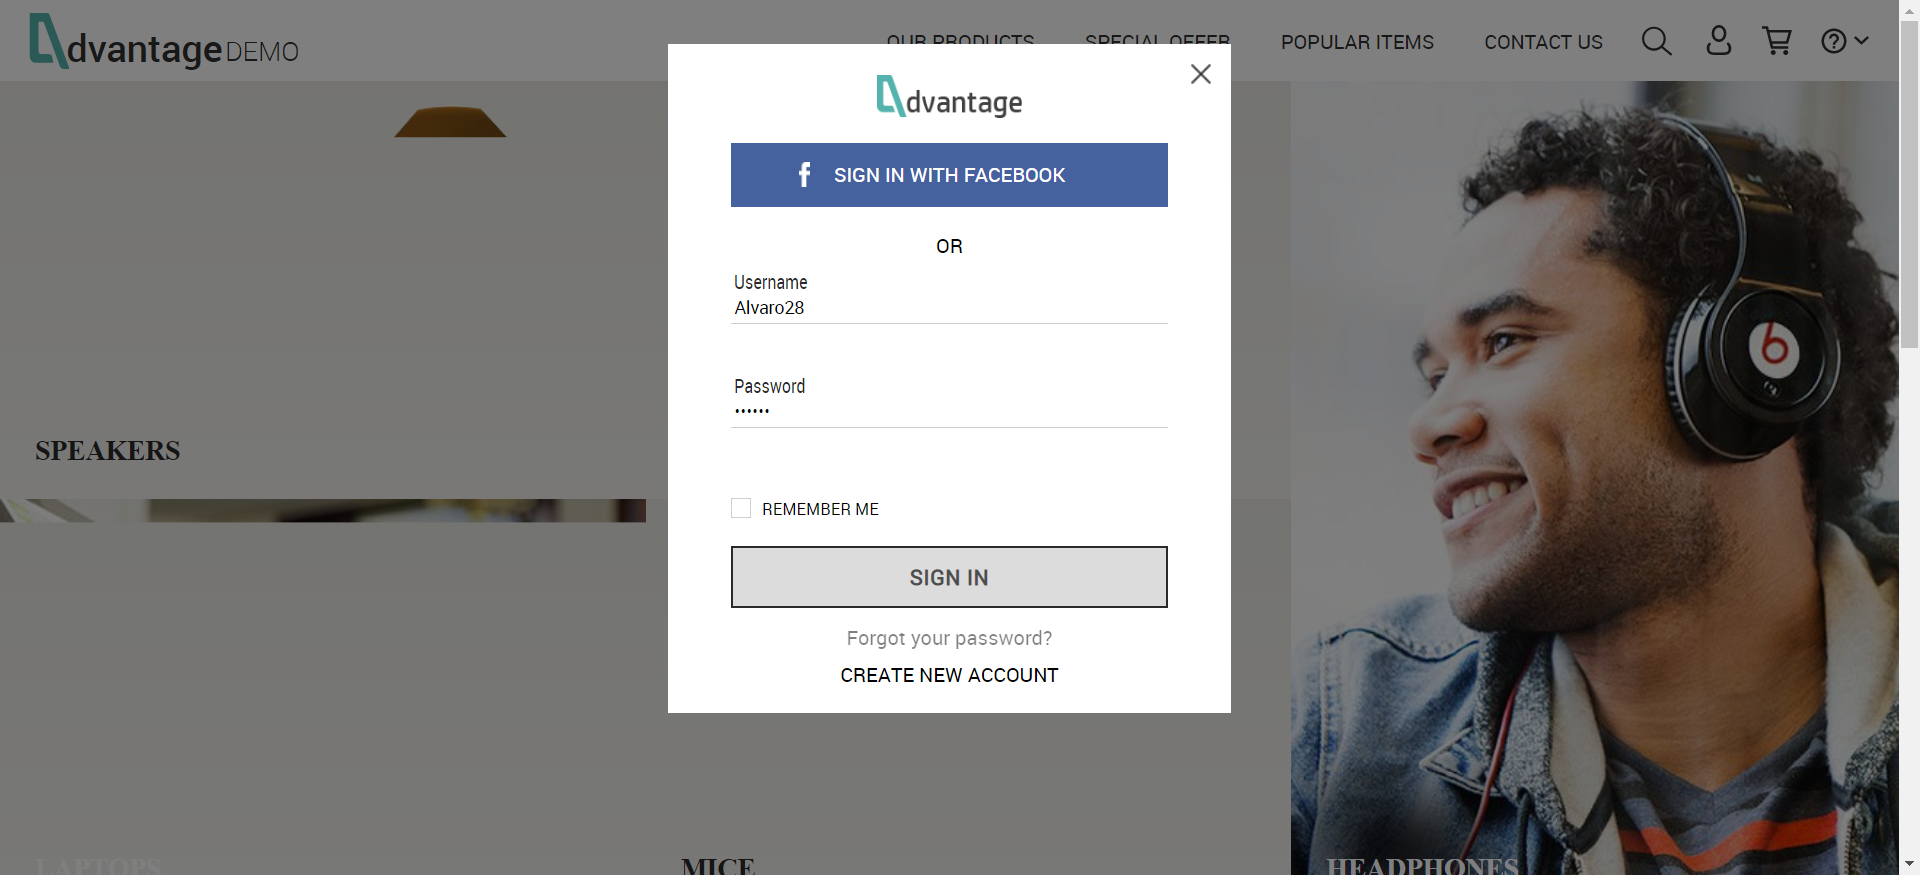 dvantage DEMO
OUR PRODUCTS
SPECIAL OFFER
POPULAR ITEMS
CONTACT US
dvantage
SIGN IN WITH FACEBOOK
OR
Username
Alvaro28
Password
••••••
REMEMBER ME
SIGN IN
Forgot your password?
CREATE NEW ACCOUNT
SPEAKERS
LAPTOPS
MICE
HEADPHONES